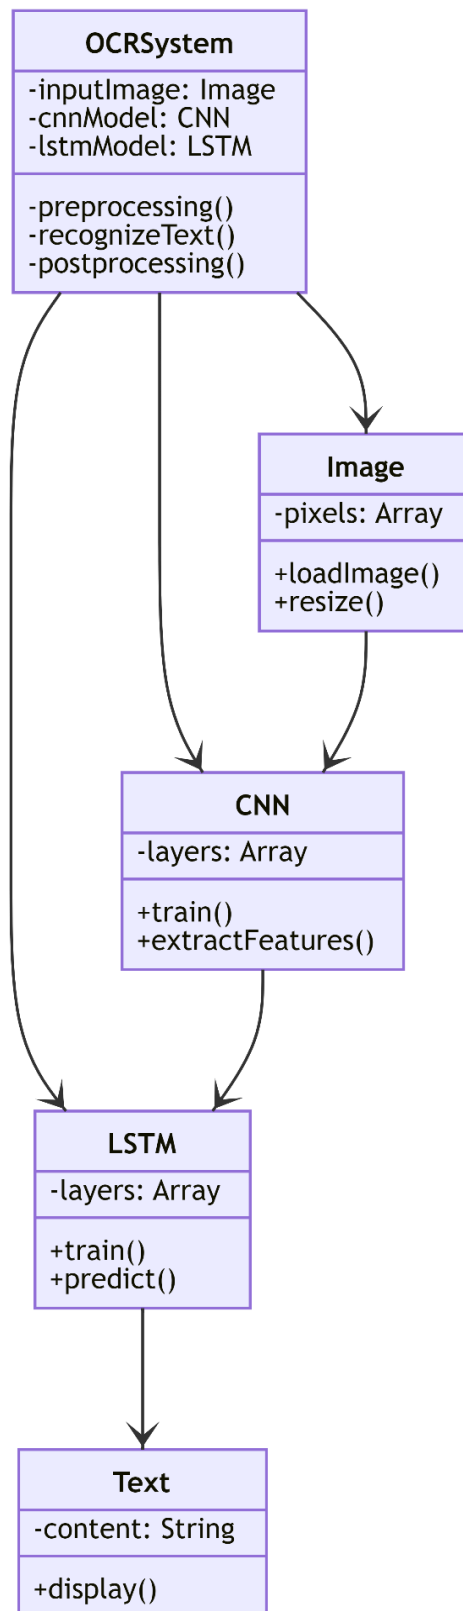 OCRSystem
-inputImage: Image
-cnnModel: CNN
-lstmModel: LSTM
-preprocessing()
-recognizeText()
-postprocessing()
Image
-pixels: Array
+loadImage()
+resize()
CNN
-layers: Array
+train()
+extractFeatures()
LSTM
-layers: Array
+train()
+predict()
Text
-content: String
+display()